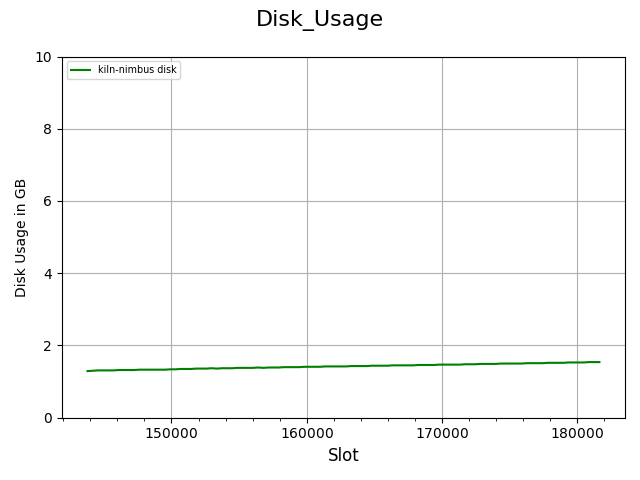 Disk_Usage
10
kiln-nimbus disk
8
6
4
2
0
Disk Usage in GB
150000 160000 170000 180000
Slot